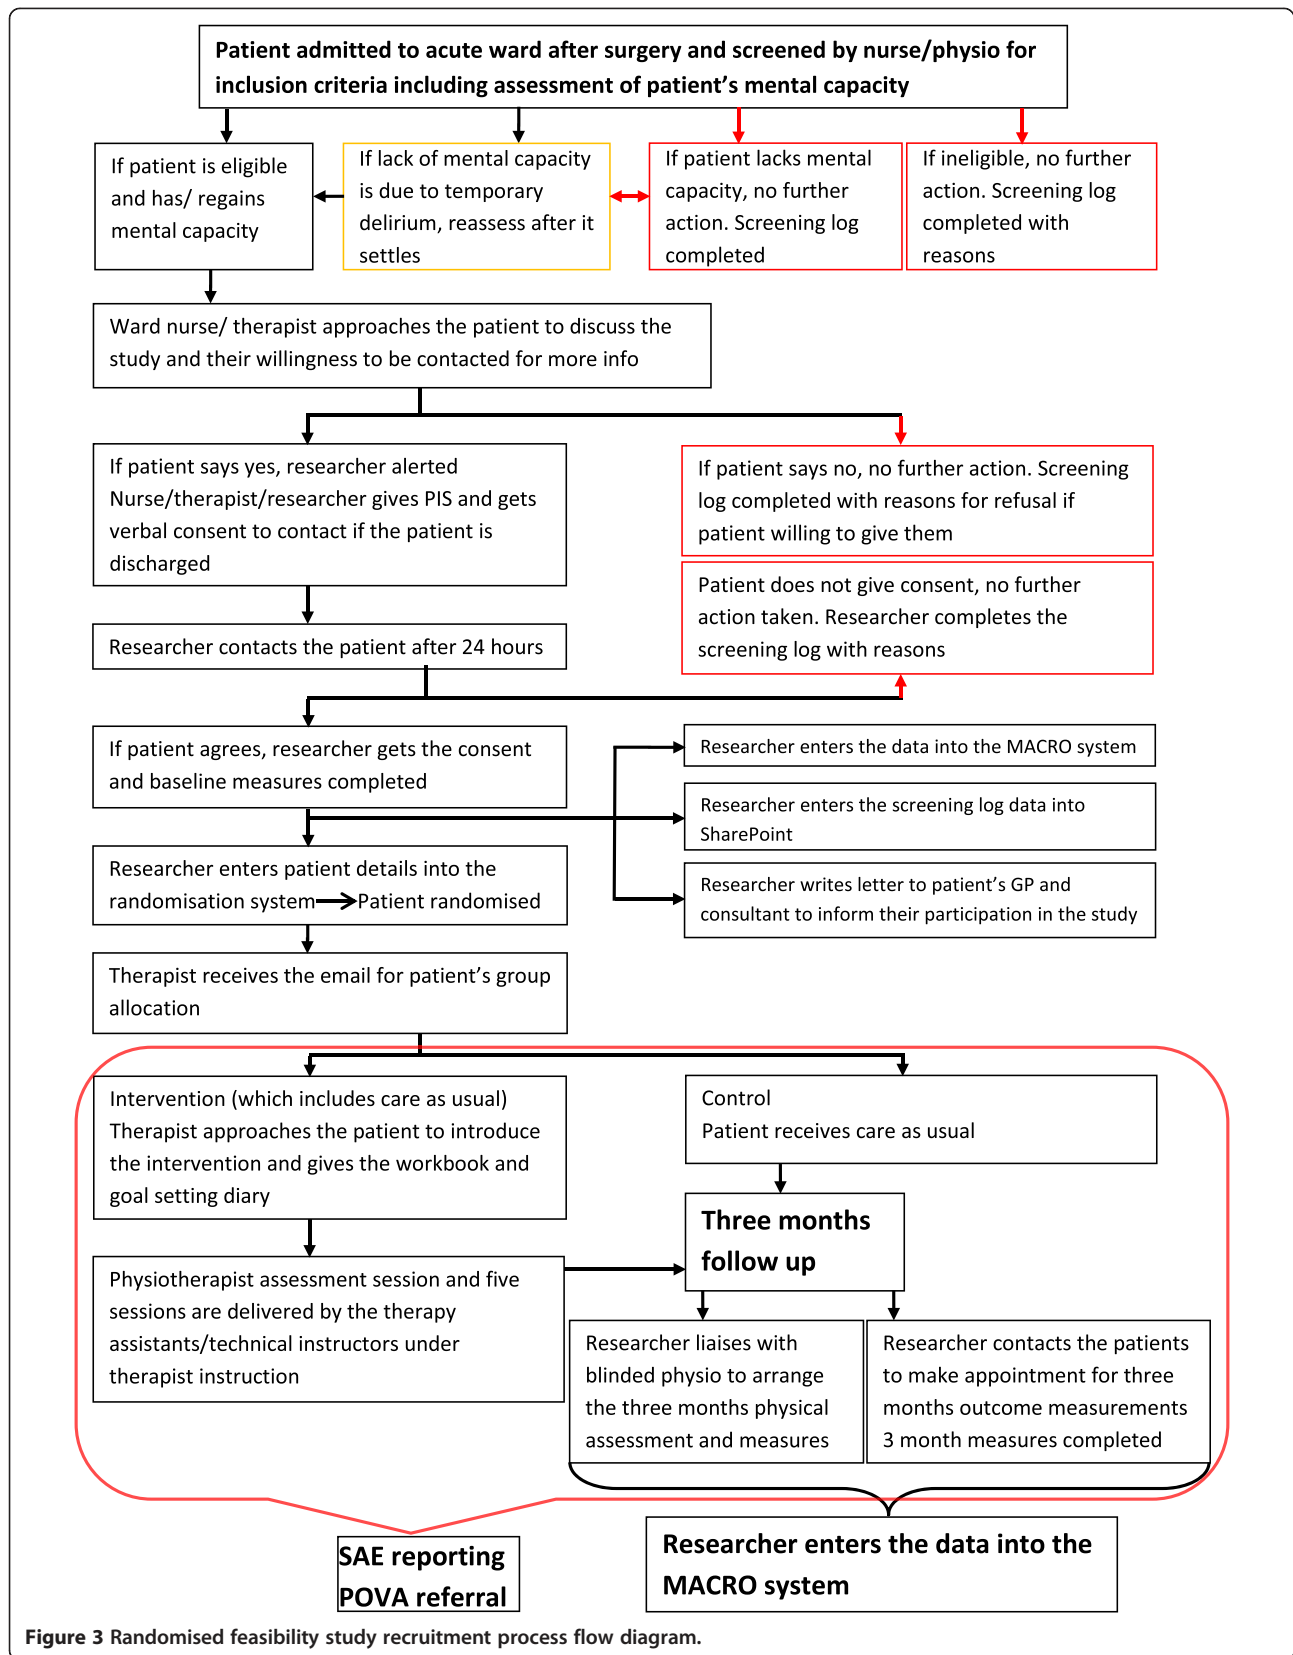 Patient admitted to acute ward after surgery and screened by nurse/physio for
inclusion criteria including assessment of patient's mental capacity
If patient is eligible
and has/ regains
mental capacity
If lack of mental capacity
is due to temporary
delirium, reassess after it
settles
If patient lacks mental
capacity, no further
action. Screening log
completed
If ineligible, no further
action. Screening log
completed with
reasons
Ward nurse/ therapist approaches the patient to discuss the
study and their willingness to be contacted for more info
If patient says yes, researcher alerted
Nurse/therapist/researcher gives PIS and gets
verbal consent to contact if the patient is
discharged
If patient says no, no further action. Screening
log completed with reasons for refusal if
patient willing to give them
Patient does not give consent, no further
action taken. Researcher completes the
screening log with reasons
Researcher contacts the patient after 24 hours
If patient agrees, researcher gets the consent
and baseline measures completed
Researcher enters the data into the MACRO system
Researcher enters the screening log data into
SharePoint
Researcher writes letter to patient's GP and
consultant to inform their participation in the study
Researcher enters patient details into the
randomisation system Patient randomised
Therapist receives the email for patient's group
allocation
Intervention (which includes care as usual)
Therapist approaches the patient to introduce
the intervention and gives the workbook and
goal setting diary
Control
Patient receives care as usual
Three months
follow up
Physiotherapist assessment session and five
sessions are delivered by the therapy
assistants/technical instructors under
therapist instruction
Researcher liaises with
blinded physio to arrange
the three months physical
assessment and measures
Researcher contacts the patients
to make appointment for three
months outcome measurements
3 month measures completed
SAE reporting
POVA referral
Researcher enters the data into the
MACRO system
Figure 3 Randomised feasibility study recruitment process flow diagram.